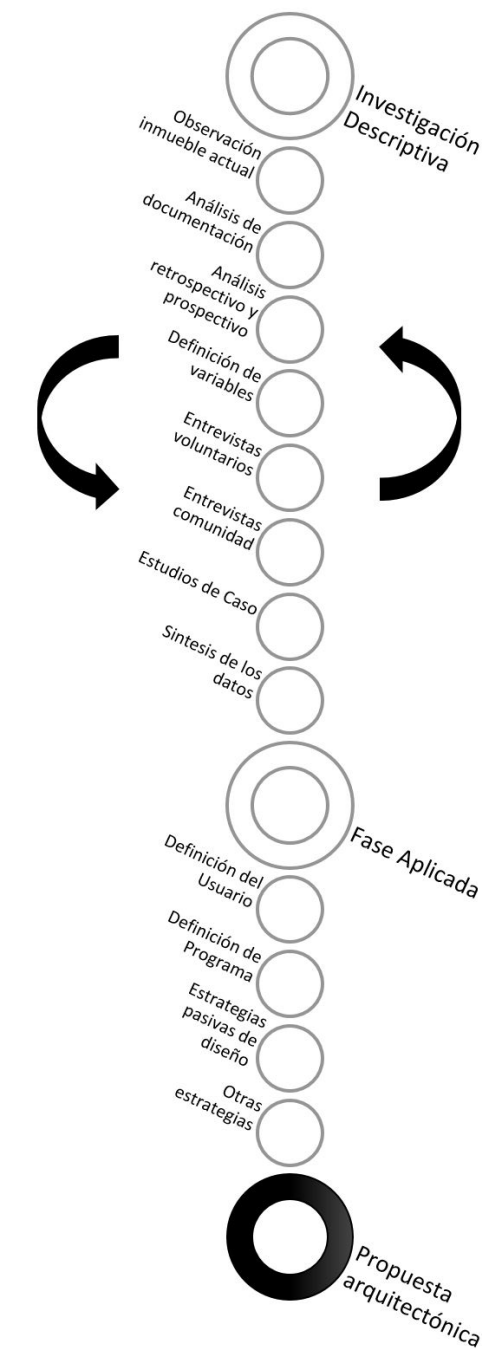 Investigación
Descriptiva
Observación
inmueble actual
Análisis de
documentación
Análisis
retrospectivo y
prospectivo
Definición de
variables
Entrevistas
voluntarios
Entrevistas
comunidad
Estudios de Caso
Sintesis de los
datos
Fase Aplicada
Definición del
Usuario
Definición de
Programa
Estrategias
pasivas de
diseño
Otras
estrategias
Propuesta
arquitectónica